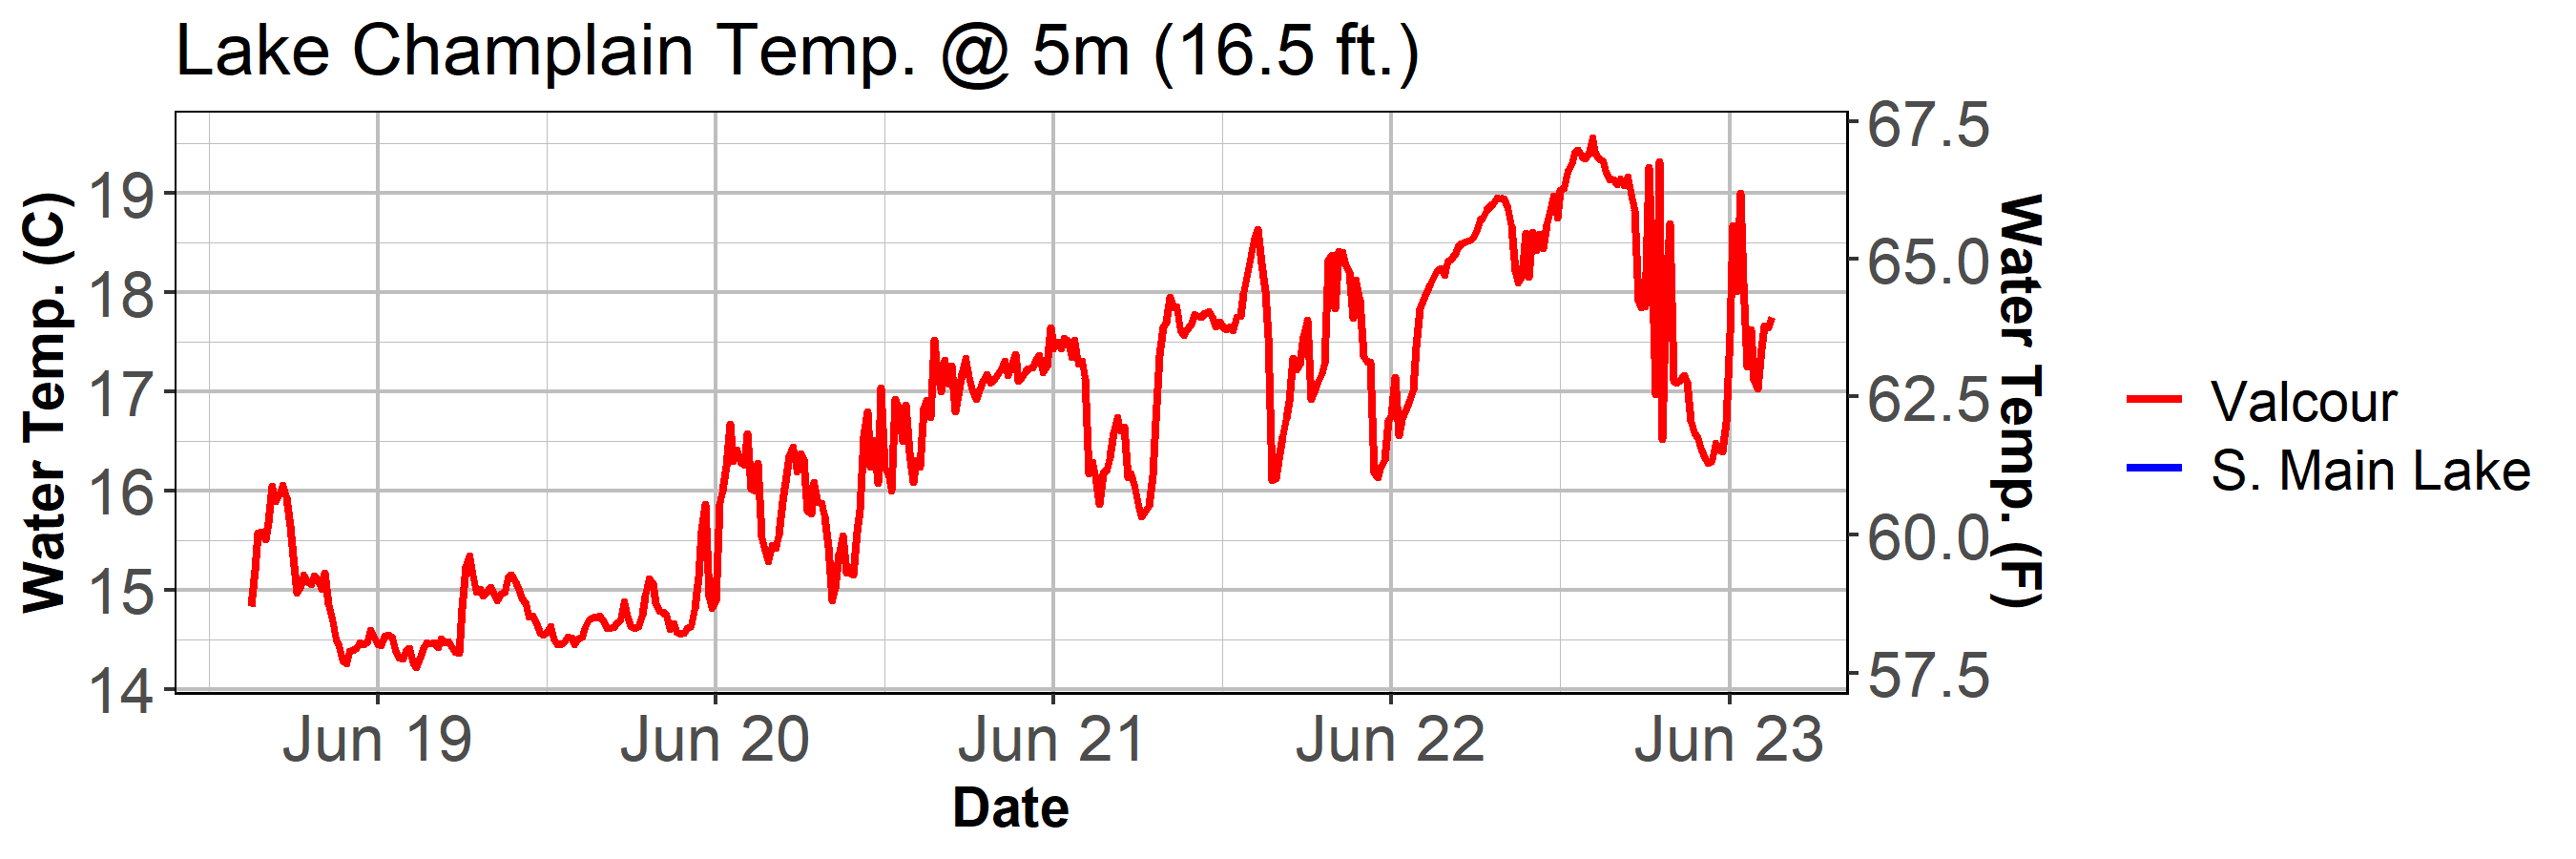 Lake Champlain Temp. @ 5m (16.5 ft.)
Water Temp. (C)
19
18
17
16
15
14
67.5
65.0
62.5
60.0
57.5
Water Temp. (F)
Jun 19
Jun 20
Jun 21
Jun 22
Jun 23
Date
Valcour
S. Main Lake